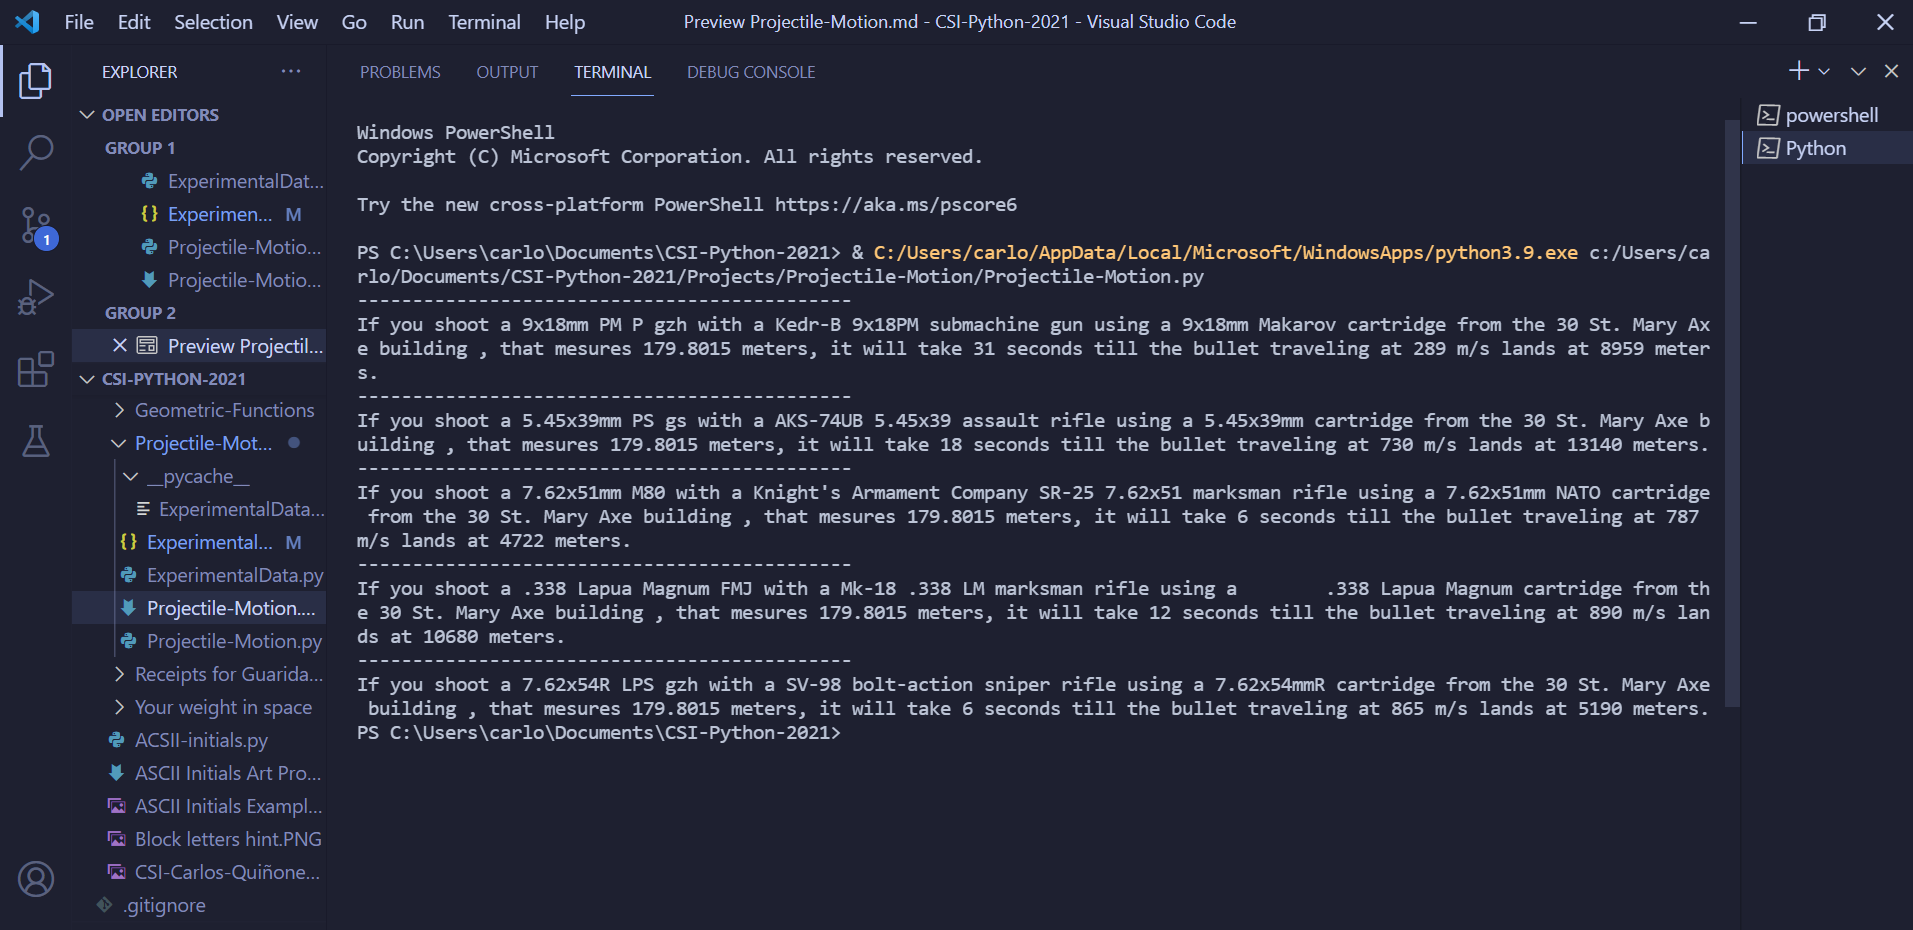 File Edit Selection View Go Run Terminal Help Preview Projectile-Motion.md - CSI-Python-2021 - Visual Studio Code
EXPLORER
OPEN EDITORS
GROUP 1
ExperimentalDat...
{} Experimen... M
Projectile-Motio...
Projectile-Motio...
GROUP 2
Preview Projectil...
CSI-PYTHON-2021
Geometric-Functions
Projectile-Mot...
__pycache__
ExperimentalData...
{} Experimental... M
ExperimentalData.py
Projectile-Motion....
Projectile-Motion.py
Receipts for Guarida...
Your weight in space
ACSII-initials.py
ASCII Initials Art Pro...
ASCII Initials Exampl...
Block letters hint.PNG
CSI-Carlos-Quiñone...
.gitignore
1
PROBLEMS OUTPUT TERMINAL DEBUG CONSOLE
Windows PowerShell
Copyright (C) Microsoft Corporation. All rights reserved.
Try the new cross-platform PowerShell https://aka.ms/pscore6
PS C:\Users\carlo\Documents\CSI-Python-2021> & C:/Users/carlo/AppData/Local/Microsoft/WindowsApps/python3.9.exe c:/Users/ca
rlo/Documents/CSI-Python-2021/Projects/Projectile-Motion/Projectile-Motion.py
---------------------------------------------
If you shoot a 9x18mm PM P gzh with a Kedr-B 9x18PM submachine gun using a 9x18mm Makarov cartridge from the 30 St. Mary Ax
e building , that mesures 179.8015 meters, it will take 31 seconds till the bullet traveling at 289 m/s lands at 8959 meter
s.
---------------------------------------------
If you shoot a 5.45x39mm PS gs with a AKS-74UB 5.45x39 assault rifle using a 5.45x39mm cartridge from the 30 St. Mary Axe b
uilding , that mesures 179.8015 meters, it will take 18 seconds till the bullet traveling at 730 m/s lands at 13140 meters.
---------------------------------------------
If you shoot a 7.62x51mm M80 with a Knight's Armament Company SR-25 7.62x51 marksman rifle using a 7.62x51mm NATO cartridge
from the 30 St. Mary Axe building , that mesures 179.8015 meters, it will take 6 seconds till the bullet traveling at 787
m/s lands at 4722 meters.
---------------------------------------------
If you shoot a .338 Lapua Magnum FMJ with a Mk-18 .338 LM marksman rifle using a        .338 Lapua Magnum cartridge from th
e 30 St. Mary Axe building , that mesures 179.8015 meters, it will take 12 seconds till the bullet traveling at 890 m/s lan
ds at 10680 meters.
---------------------------------------------
If you shoot a 7.62x54R LPS gzh with a SV-98 bolt-action sniper rifle using a 7.62x54mmR cartridge from the 30 St. Mary Axe
building , that mesures 179.8015 meters, it will take 6 seconds till the bullet traveling at 865 m/s lands at 5190 meters.
PS C:\Users\carlo\Documents\CSI-Python-2021>
powershell
Python